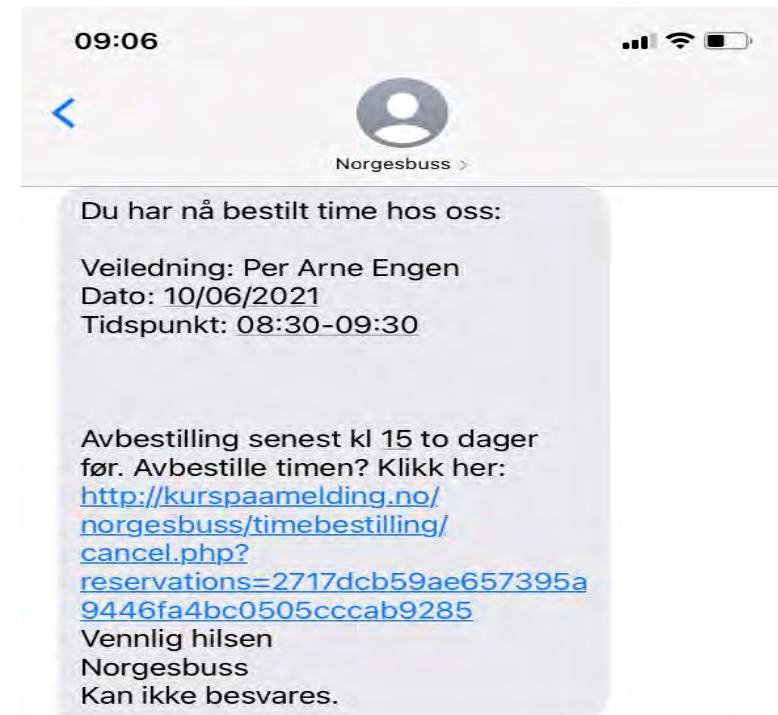 09:06
Norgesbuss >
Du har nå bestilt time hos oss:
Veiledning: Per Arne Engen
Dato: 10/06/2021
Tidspunkt: 08:30-09:30
Avbestilling senest kl 15 to dager
før. Avbestille timen? Klikk her:
http://kurspaamelding.no/
norgesbuss/timebestilling/
cancel.php?
reservations=2717dcb59ae657395a
9446fa4bc0505cccab9285
Vennlig hilsen
Norgesbuss
Kan ikke besvares.